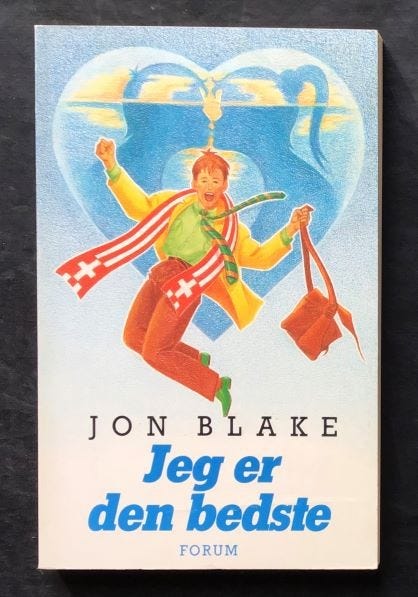 JON BLAKE
Jeg er
den bedste
FORUM